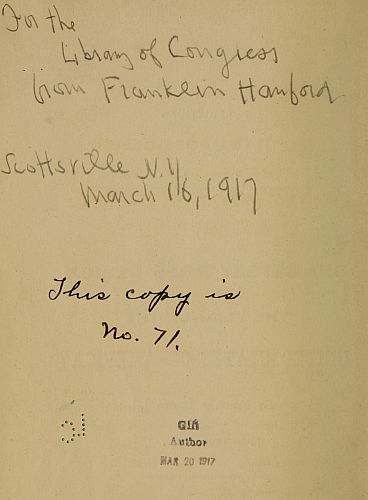 For the
Library of Congress
from Franklin Hanford
Scottsville N.Y.
March 16, 1917
This copy is
No. 71.
Gift
Author
MAR 20 1917